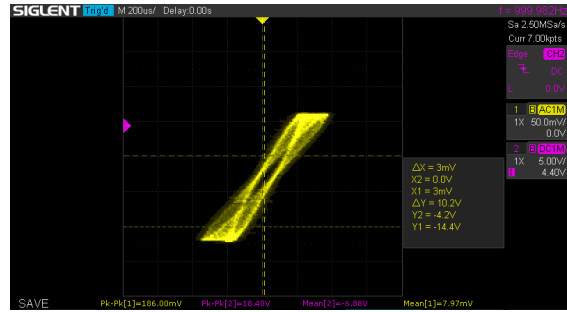 SIGLENT Trig'd M 200us/ Delay:0.00s f = 999.982Hz
Sa 2.50MSa/s
Curr 7.00kpts
Edge CH2
DC
L 0.0V
1 B AC1M
1X 50.0mV/
0.0V
2 B DC1M
1X 5.00V/
4.40V
△X = 3mV
X2 = 0.0V
X1 = 3mV
△Y = 10.2V
Y2 = -4.2V
Y1 = -14.4V
SAVE Pk-Pk[1]=186.00mV Pk-Pk[2]=18.40V Mean[2]=-6.88V Mean[1]=7.97mV